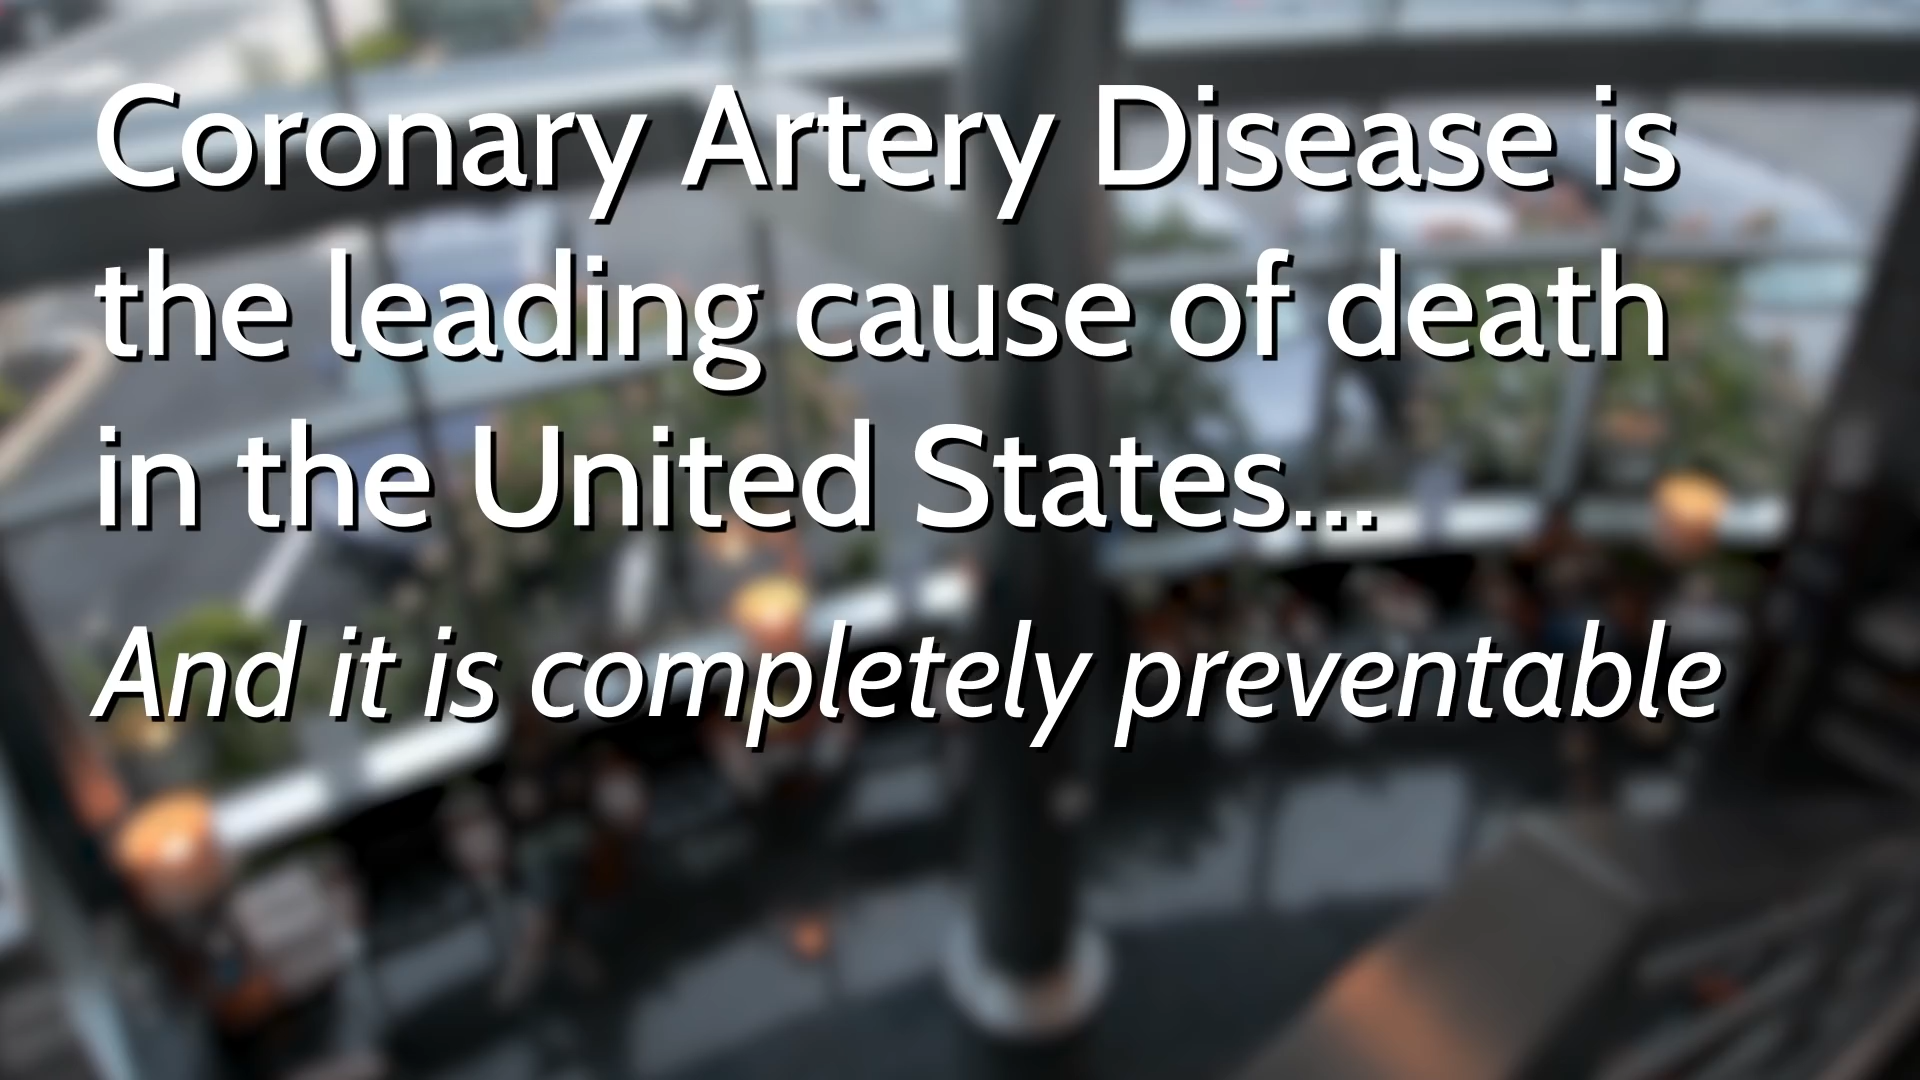 Coronary Artery Disease is
the leading cause of death
in the United States...
And it is completely preventable